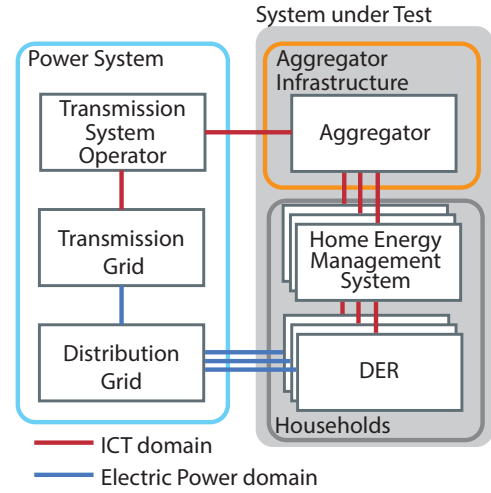 System under Test
Power System
Aggregator
Infrastructure
Transmission
System
Operator
Aggregator
Transmission
Grid
Home Energy
Management
System
Distribution
Grid
DER
Households
ICT domain
Electric Power domain